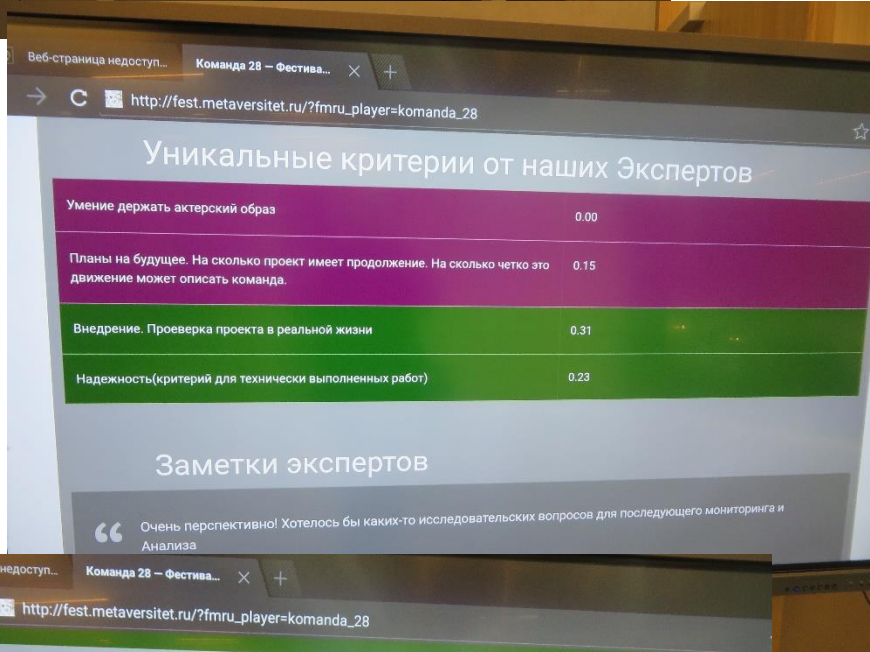 Веб-страница недоступ...
Команда 28 — Фестива...
http://fest.metaversitet.ru/?fmru_player=komanda_28
Уникальные критерии от наших Экспертов
Умение держать актерский образ 0.00
Планы на будущее. На сколько проект имеет продолжение. На сколько четко это 0.15
движение может описать команда.
Внедрение. Проеверка проекта в реальной жизни 0.31
Надежность(критерий для технически выполненных работ) 0.23
Заметки экспертов
“ Очень перспективно! Хотелось бы каких-то исследовательских вопросов для последующего мониторинга и
Анализа
недоступ...
Команда 28 — Фестива...
http://fest.metaversitet.ru/?fmru_player=komanda_28